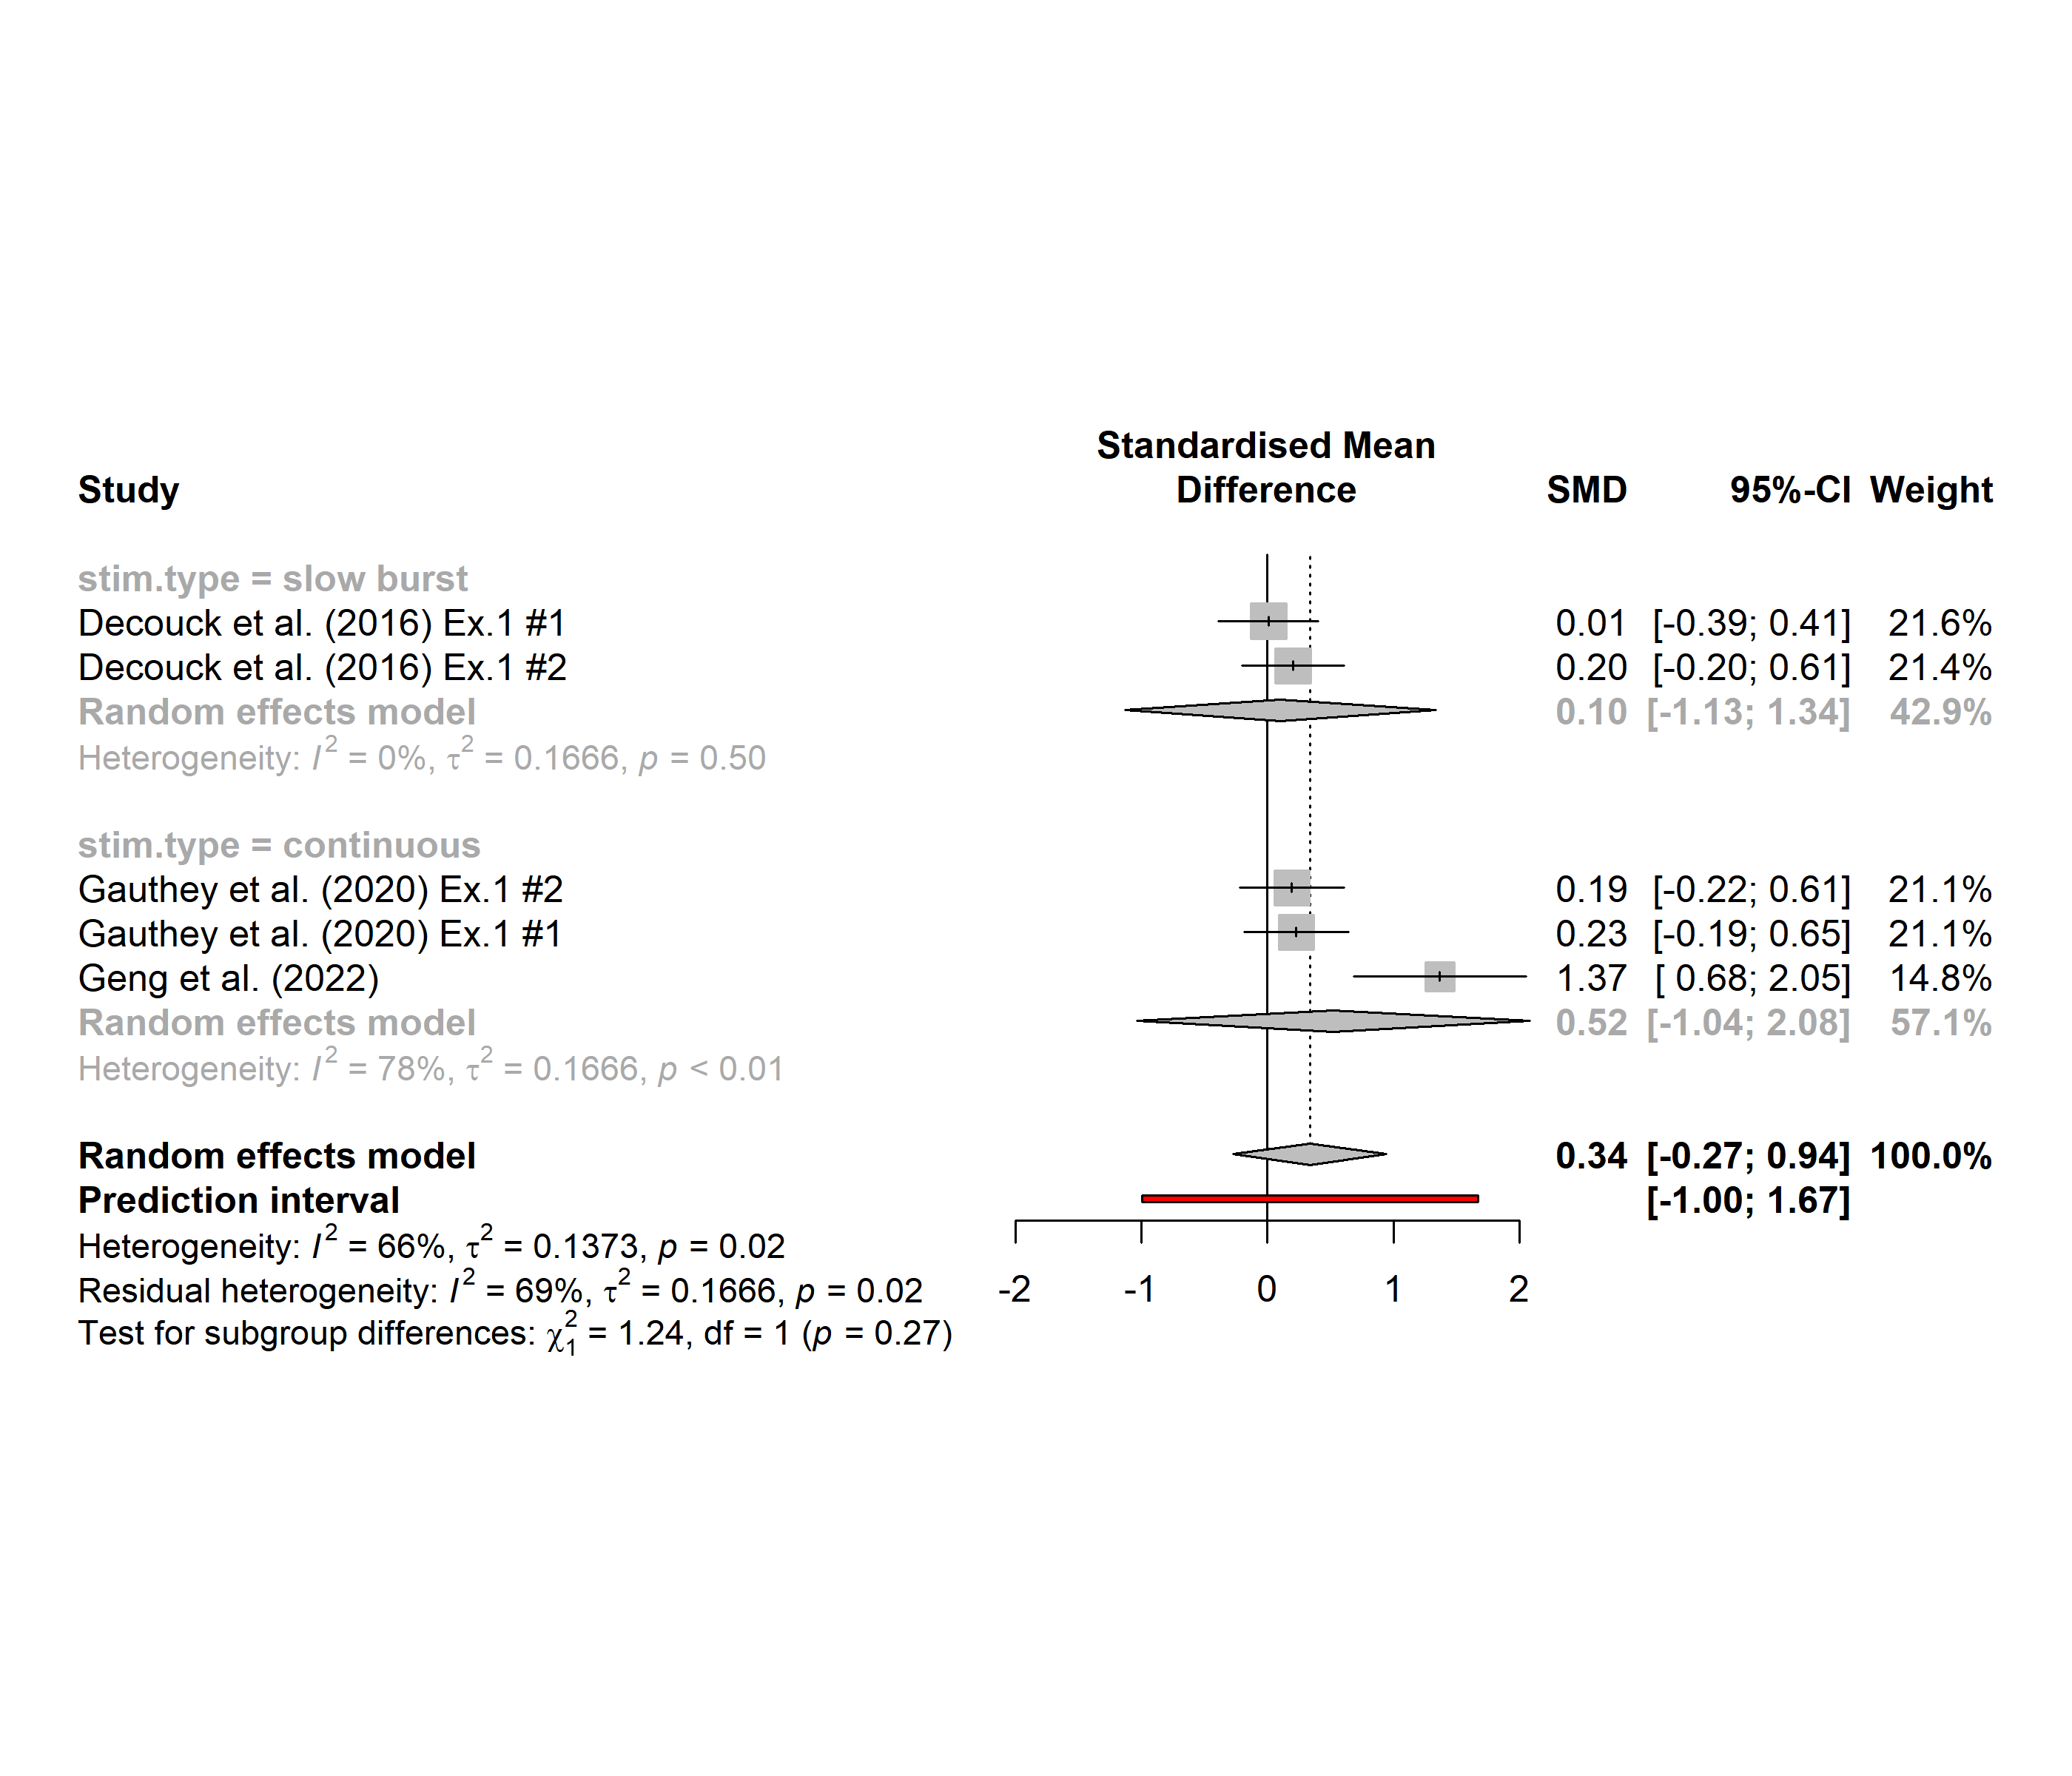 Standardised Mean
Study Difference SMD 95%-CI Weight
stim.type = slow burst
Decouck et al. (2016) Ex.1 #1 0.01 [-0.39; 0.41] 21.6%
Decouck et al. (2016) Ex.1 #2 0.20 [-0.20; 0.61] 21.4%
Random effects model 0.10 [-1.13; 1.34] 42.9%
Heterogeneity: I² = 0%, τ² = 0.1666, p = 0.50
stim.type = continuous
Gauthey et al. (2020) Ex.1 #2 0.19 [-0.22; 0.61] 21.1%
Gauthey et al. (2020) Ex.1 #1 0.23 [-0.19; 0.65] 21.1%
Geng et al. (2022) 1.37 [ 0.68; 2.05] 14.8%
Random effects model 0.52 [-1.04; 2.08] 57.1%
Heterogeneity: I² = 78%, τ² = 0.1666, p < 0.01
Random effects model 0.34 [-0.27; 0.94] 100.0%
Prediction interval [-1.00; 1.67]
Heterogeneity: I² = 66%, τ² = 0.1373, p = 0.02
Residual heterogeneity: I² = 69%, τ² = 0.1666, p = 0.02
-2 -1 0 1 2
Test for subgroup differences: χ²₁ = 1.24, df = 1 (p = 0.27)